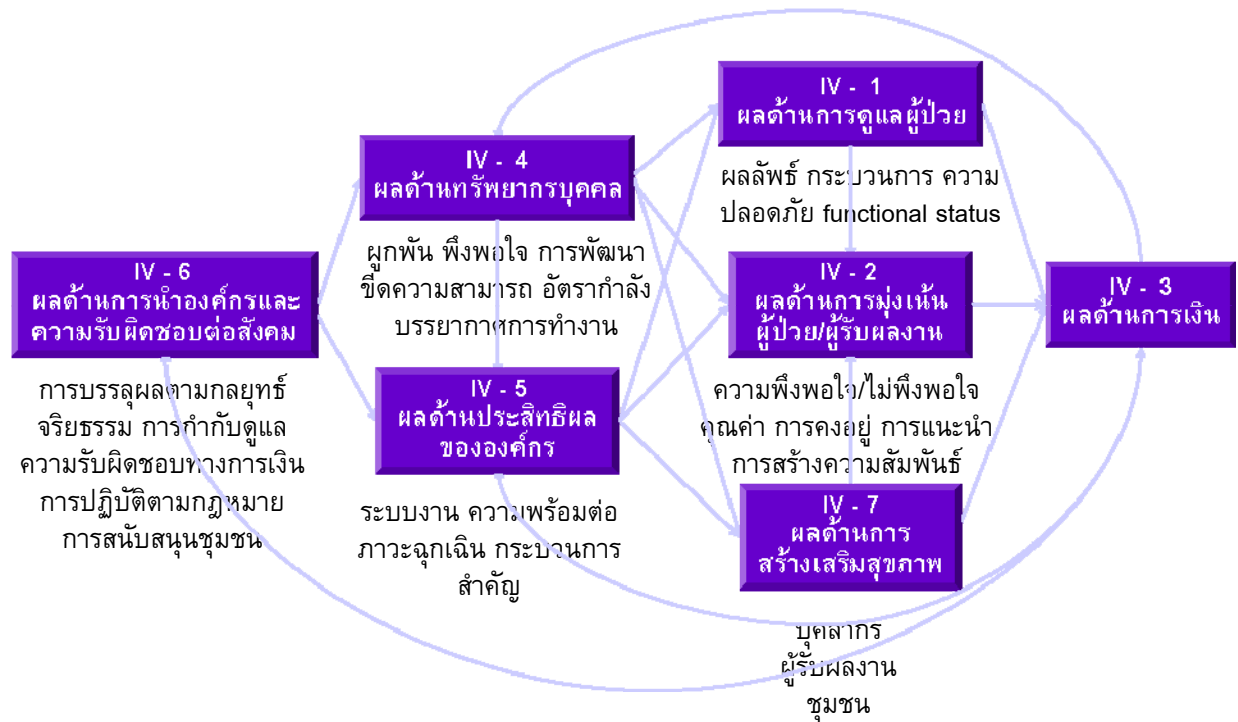 IV - 1
ผลด้านการดูแลผู้ป่วย
ผลลัพธ์ กระบวนการ ความ
ปลอดภัย functional status
IV - 4
ผลด้านทรัพยากรบุคคล
ผูกพัน พึงพอใจ การพัฒนา
ขีดความสามารถ อัตรากำลัง
บรรยากาศการทำงาน
IV - 6
ผลด้านการนำองค์กรและ
ความรับผิดชอบต่อสังคม
การบรรลุผลตามกลยุทธ์
จริยธรรม การกำกับดูแล
ความรับผิดชอบทางการเงิน
การปฏิบัติตามกฎหมาย
การสนับสนุนชุมชน
IV - 2
ผลด้านการมุ่งเน้น
ผู้ป่วย/ผู้รับผลงาน
ความพึงพอใจ/ไม่พึงพอใจ
คุณค่า การคงอยู่ การแนะนำ
การสร้างความสัมพันธ์
IV - 3
ผลด้านการเงิน
IV - 5
ผลด้านประสิทธิผล
ขององค์กร
ระบบงาน ความพร้อมต่อ
ภาวะฉุกเฉิน กระบวนการ
สำคัญ
IV - 7
ผลด้านการ
สร้างเสริมสุขภาพ
บุคลากร
ผู้รับผลงาน
ชุมชน